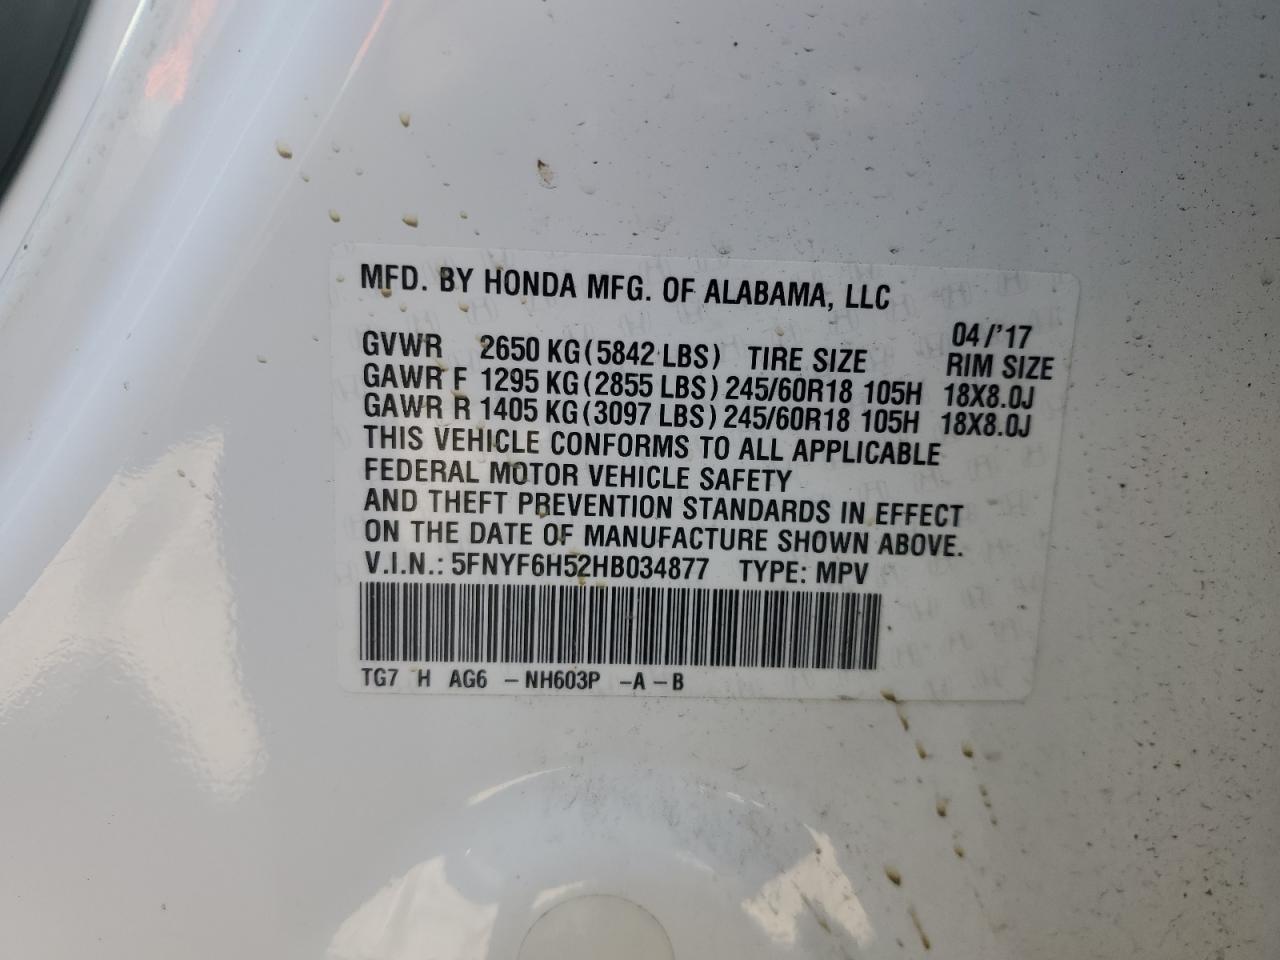 MFD. BY HONDA MFG. OF ALABAMA, LLC
04/'17
GVWR 2650 KG(5842 LBS) TIRE SIZE RIM SIZE
GAWR F 1295 KG(2855 LBS) 245/60R18 105H 18X8.0J
GAWR R 1405 KG(3097 LBS) 245/60R18 105H 18X8.0J
THIS VEHICLE CONFORMS TO ALL APPLICABLE
FEDERAL MOTOR VEHICLE SAFETY
AND THEFT PREVENTION STANDARDS IN EFFECT
ON THE DATE OF MANUFACTURE SHOWN ABOVE.
V.I.N.: 5FNYF6H52HB034877 TYPE: MPV
TG7 H AG6 -NH603P -A-B